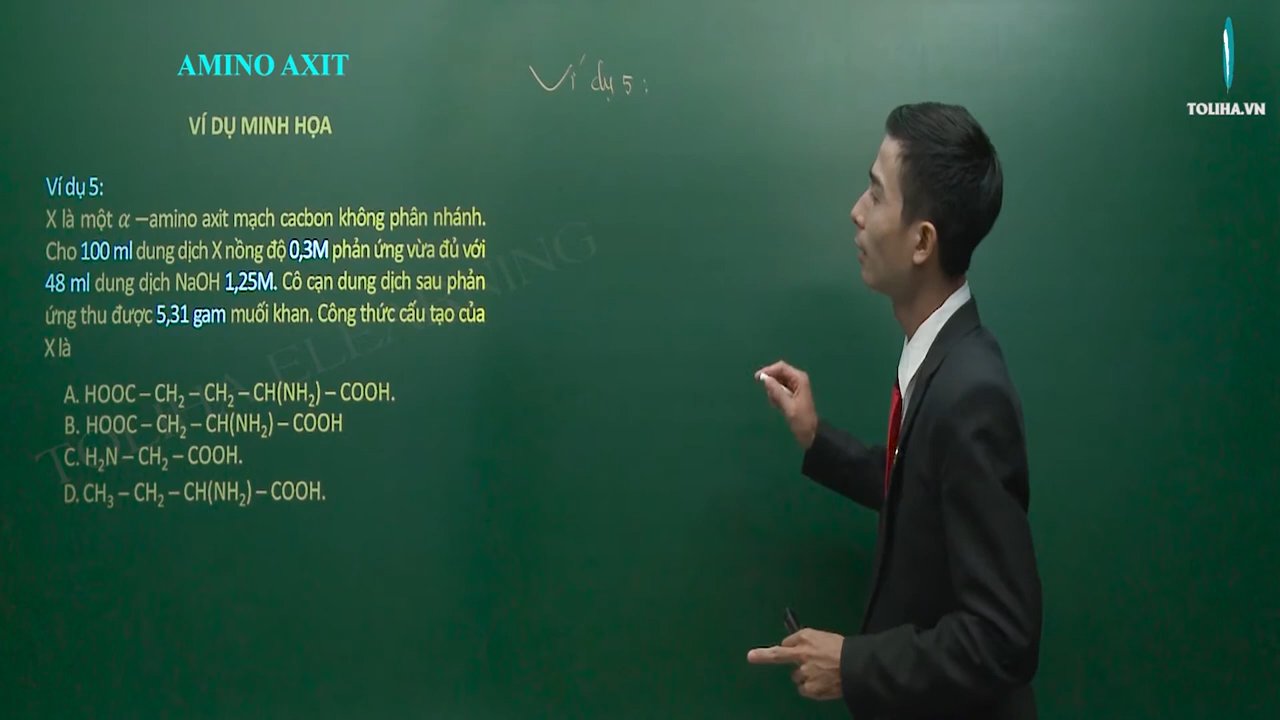 AMINO AXIT
VÍ DỤ MINH HỌA
Ví dụ 5:
X là một α –amino axit mạch cacbon không phân nhánh.
Cho 100 ml dung dịch X nồng độ 0,3M phản ứng vừa đủ với
48 ml dung dịch NaOH 1,25M. Cô cạn dung dịch sau phản
ứng thu được 5,31 gam muối khan. Công thức cấu tạo của
X là
A. HOOC – CH₂ – CH₂ – CH(NH₂) – COOH.
B. HOOC – CH₂ – CH(NH₂) – COOH
C. H₂N – CH₂ – COOH.
D. CH₃ – CH₂ – CH(NH₂) – COOH.
Ví dụ 5:
TOLIHA.VN
TOLIHA ELEARNING